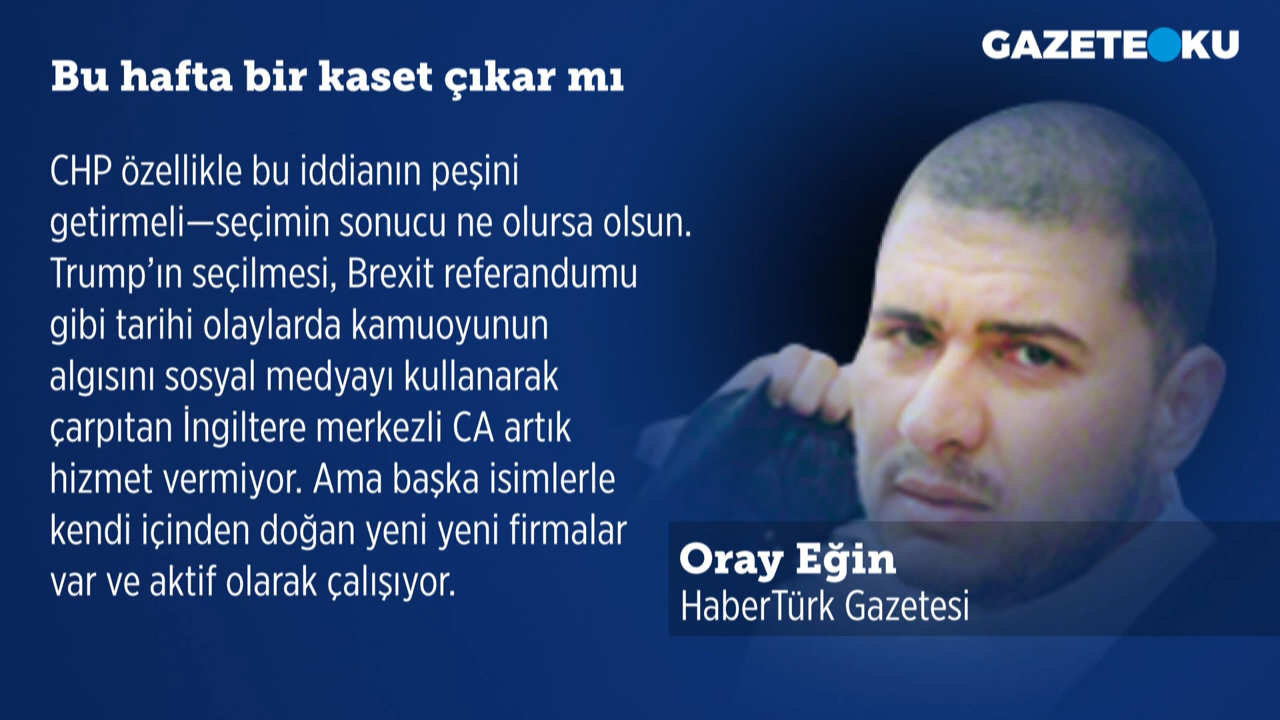 GAZETEOKU
Bu hafta bir kaset çıkar mı
CHP özellikle bu iddianın peşini
getirmeli—seçimin sonucu ne olursa olsun.
Trump’ın seçilmesi, Brexit referandumu
gibi tarihi olaylarda kamuoyunun
algısını sosyal medyayı kullanarak
çarpıtan İngiltere merkezli CA artık
hizmet vermiyor. Ama başka isimlerle
kendi içinden doğan yeni yeni firmalar
var ve aktif olarak çalışıyor.
Oray Eğin
HaberTürk Gazetesi